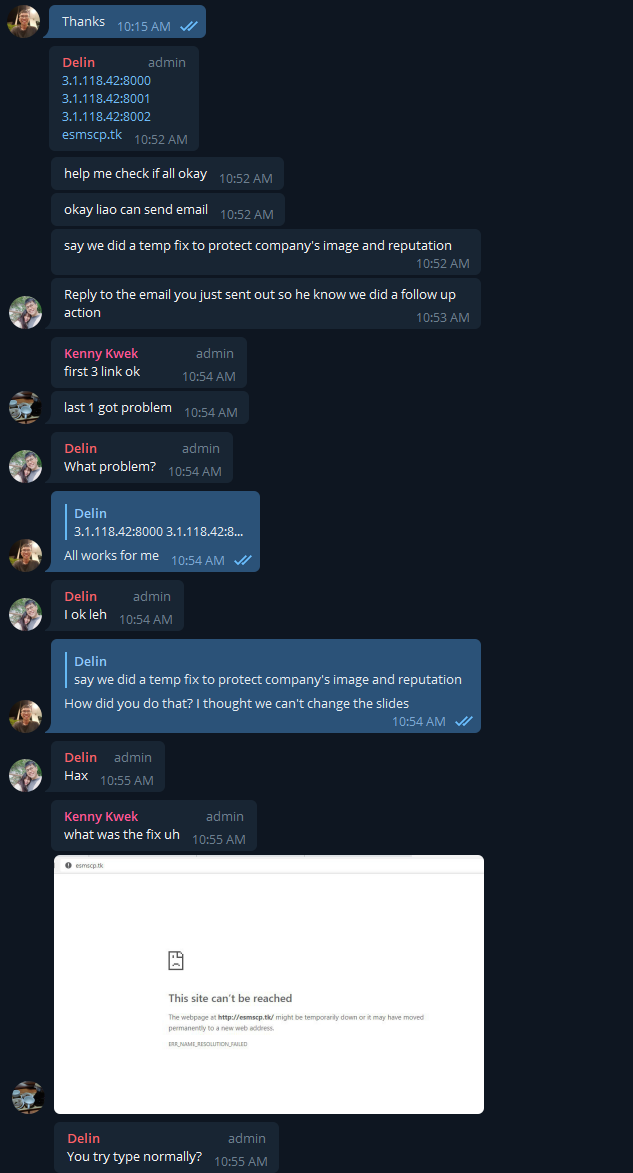 Thanks 10:15 AM
Delin admin
3.1.118.42:8000
3.1.118.42:8001
3.1.118.42:8002
esmscp.tk 10:52 AM
help me check if all okay 10:52 AM
okay liao can send email 10:52 AM
say we did a temp fix to protect company's image and reputation
10:52 AM
Reply to the email you just sent out so he know we did a follow up
action 10:53 AM
Kenny Kwek admin
first 3 link ok 10:54 AM
last 1 got problem 10:54 AM
Delin admin
What problem? 10:54 AM
Delin
3.1.118.42:8000 3.1.118.42:8...
All works for me 10:54 AM
Delin admin
I ok leh 10:54 AM
Delin
say we did a temp fix to protect company's image and reputation
How did you do that? I thought we can't change the slides
10:54 AM
Delin admin
Hax 10:55 AM
Kenny Kwek admin
what was the fix uh 10:55 AM
esmscp.tk
This site can't be reached
The webpage at http://esmscp.tk/ might be temporarily down or it may have moved
permanently to a new web address.
ERR_NAME_RESOLUTION_FAILED
Delin admin
You try type normally? 10:55 AM